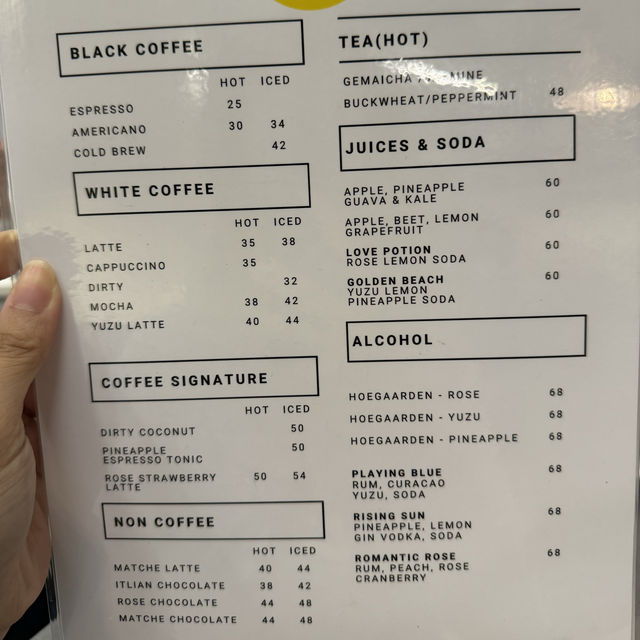 BLACK COFFEE
HOT ICED
ESPRESSO 25
AMERICANO 30 34
COLD BREW 42
WHITE COFFEE
HOT ICED
LATTE 35 38
CAPPUCCINO 35
DIRTY 32
MOCHA 38 42
YUZU LATTE 40 44
COFFEE SIGNATURE
HOT ICED
DIRTY COCONUT 50
PINEAPPLE 50
ESPRESSO TONIC
ROSE STRAWBERRY 50 54
LATTE
NON COFFEE
HOT ICED
MATCHE LATTE 40 44
ITLIAN CHOCOLATE 38 42
ROSE CHOCOLATE 44 48
MATCHE CHOCOLATE 44 48
TEA(HOT)
GEMAICHA
BUCKWHEAT/PEPPERMINT 48
JUICES & SODA
APPLE, PINEAPPLE 60
GUAVA & KALE
APPLE, BEET, LEMON 60
GRAPEFRUIT
LOVE POTION 60
ROSE LEMON SODA
GOLDEN BEACH 60
YUZU LEMON
PINEAPPLE SODA
ALCOHOL
HOEGAARDEN - ROSE 68
HOEGAARDEN - YUZU 68
HOEGAARDEN - PINEAPPLE 68
PLAYING BLUE 68
RUM, CURACAO
YUZU, SODA
RISING SUN 68
PINEAPPLE, LEMON
GIN VODKA, SODA
ROMANTIC ROSE 68
RUM, PEACH, ROSE
CRANBERRY